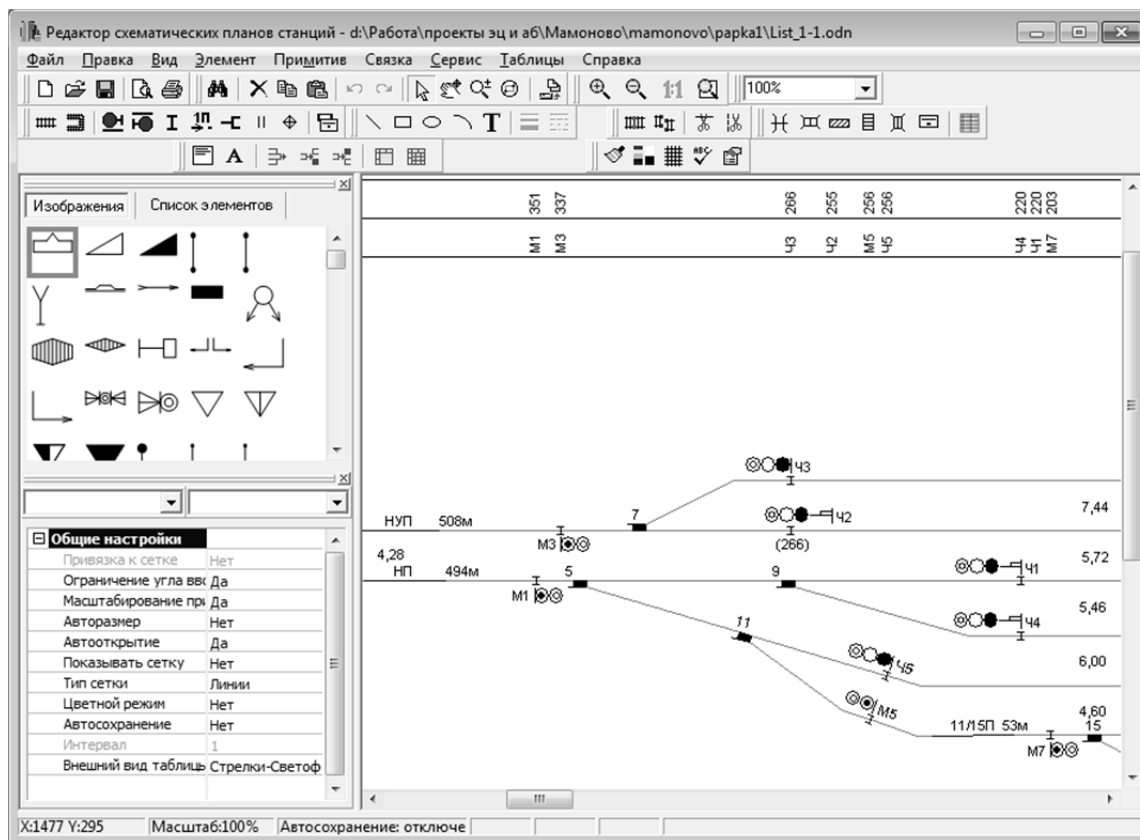 Редактор схематических планов станций - d:\Работа\проекты эц и аб\Мамоново\mamonovo\papka1\List_1-1.odn
Файл Правка Вид Элемент Примитив Связка Сервис Таблицы Справка
1:1 100%
1П T
A ABC
Изображения Список элементов
351 337 266 255 256 256 220 220 203
М1 М3 Ч3 Ч2 М5 Ч5 Ч4 Ч1 М7
Ч3
7,44
НУП 508м 7 Ч2
М3 (266)
4,28 5,72
НП 494м 5 9 Ч1
М1
5,46
11 Ч4
Ч5 6,00
М5 4,60
11/15П 53м 15
М7
Общие настройки
Привязка к сетке Нет
Ограничение угла вво Да
Масштабирование при Да
Авторазмер Нет
Автооткрытие Да
Показывать сетку Нет
Тип сетки Линии
Цветной режим Нет
Автосохранение Нет
Интервал 1
Внешний вид таблицы Стрелки-Светоф
X:1477 Y:295 Масштаб:100% Автосохранение: отключе